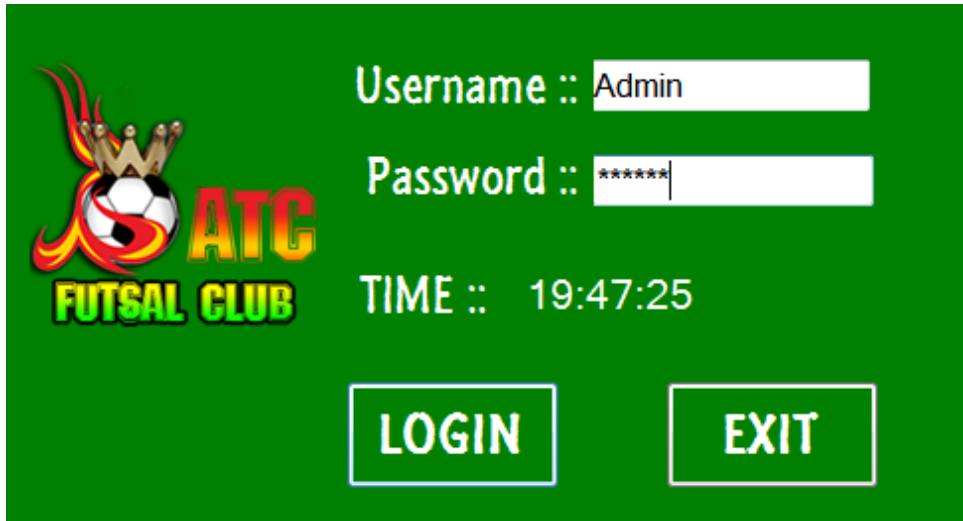 Username :: Admin
Password :: ******
ATC
FUTSAL CLUB
TIME :: 19:47:25
LOGIN EXIT